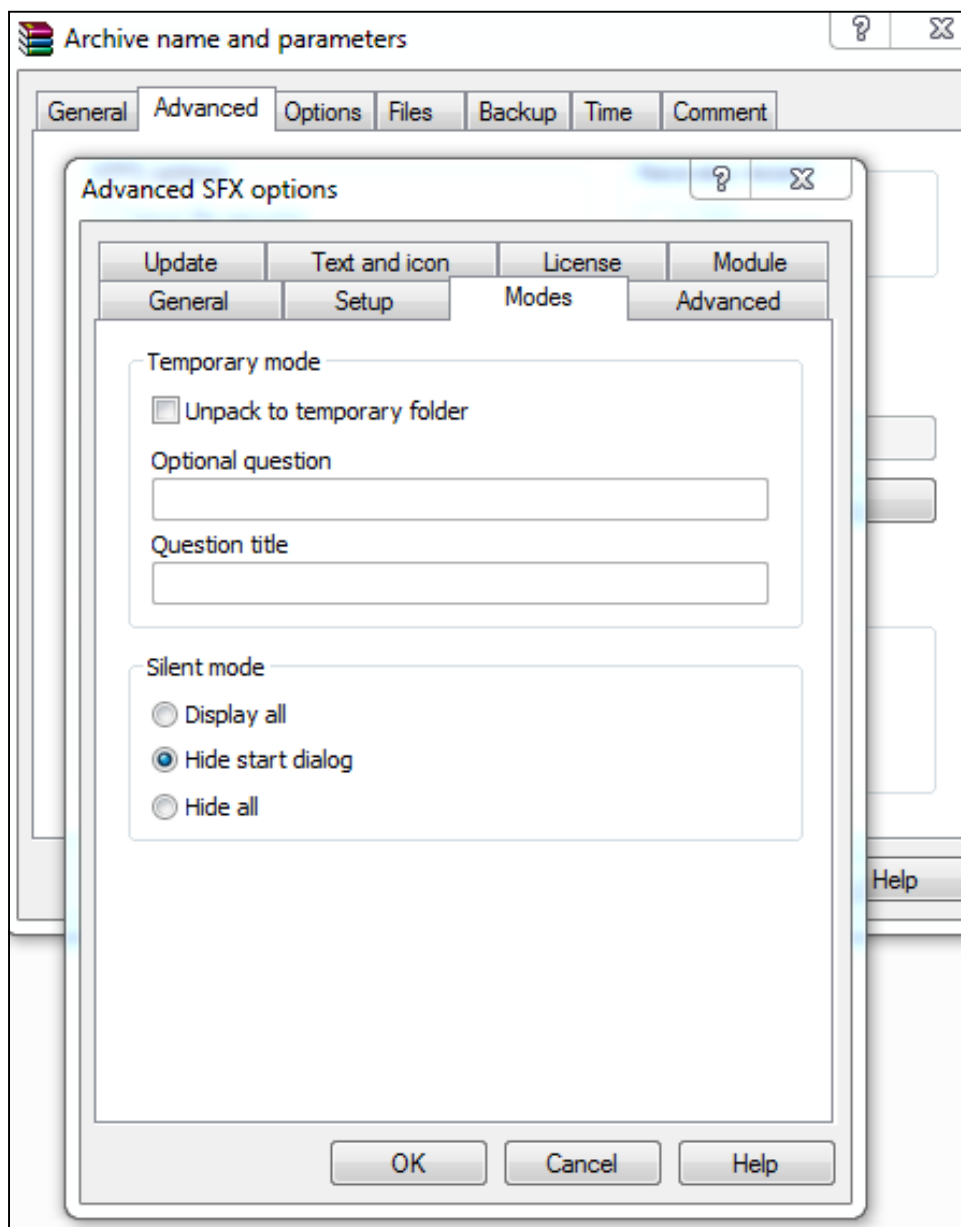 Archive name and parameters
General Advanced Options Files Backup Time Comment
Advanced SFX options
Update Text and icon License Module
General Setup Modes Advanced
Temporary mode
Unpack to temporary folder
Optional question
Question title
Silent mode
Display all
Hide start dialog
Hide all
Help
OK Cancel Help